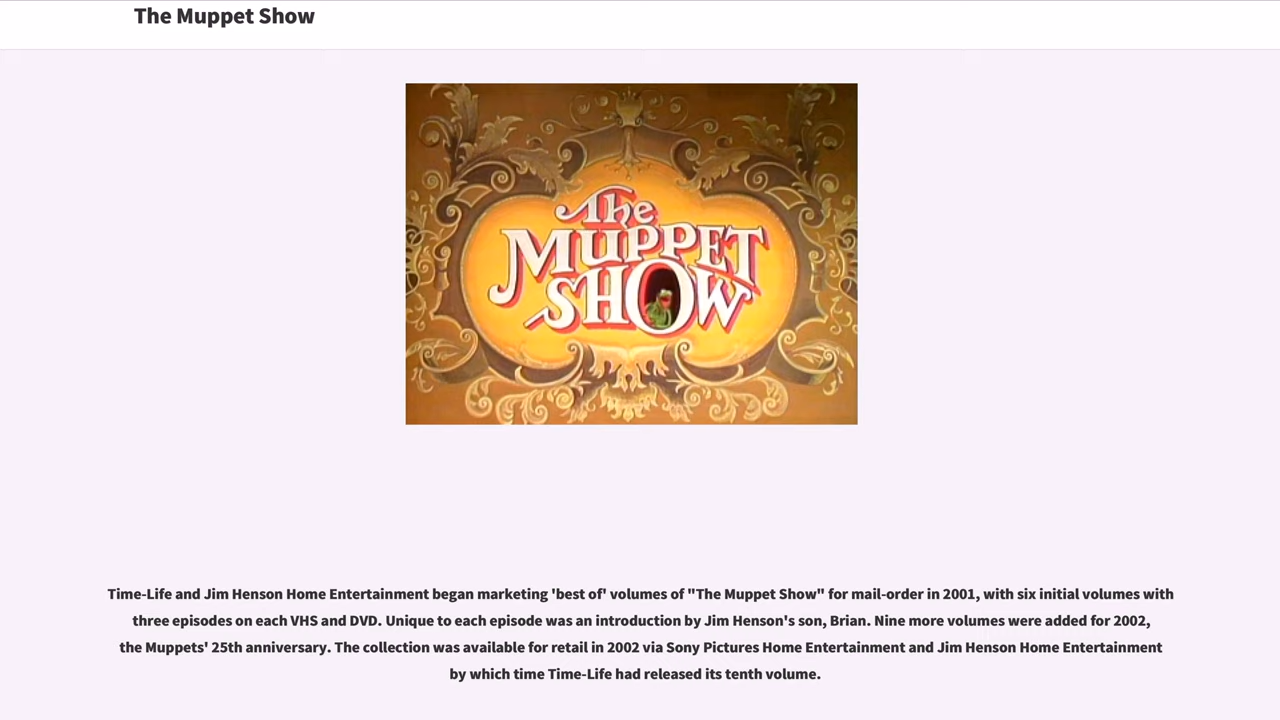 The Muppet Show
The
MUPPET
SHOW
Time-Life and Jim Henson Home Entertainment began marketing 'best of' volumes of "The Muppet Show" for mail-order in 2001, with six initial volumes with
three episodes on each VHS and DVD. Unique to each episode was an introduction by Jim Henson's son, Brian. Nine more volumes were added for 2002,
the Muppets' 25th anniversary. The collection was available for retail in 2002 via Sony Pictures Home Entertainment and Jim Henson Home Entertainment
by which time Time-Life had released its tenth volume.